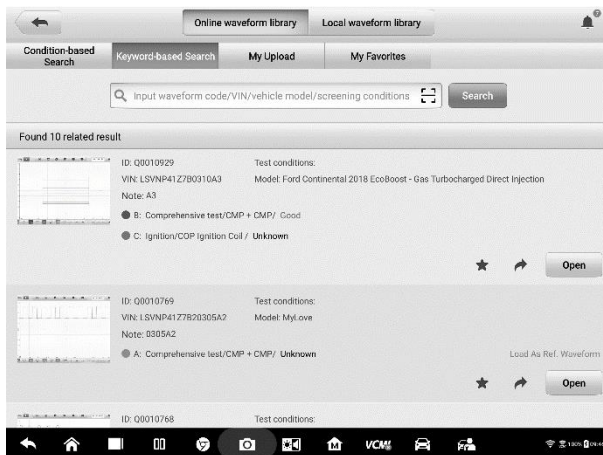 Online waveform library
Local waveform library
Condition-based
Search
Keyword-based Search
My Upload
My Favorites
Input waveform code/VIN/vehicle model/screening conditions
Search
Found 10 related result
ID: Q0010929
Test conditions:
VIN: LSVNP41Z7B0310A3
Model: Ford Continental 2018 EcoBoost - Gas Turbocharged Direct Injection
Note: A3
B: Comprehensive test/CMP + CMP/ Good
C: Ignition/COP Ignition Coil / Unknown
Open
ID: Q0010769
Test conditions:
VIN: LSVNP41Z7B20305A2
Model: MyLove
Note: 0305A2
A: Comprehensive test/CMP + CMP/ Unknown
Load As Ref. Waveform
Open
ID: Q0010768
Test conditions:
VCMI
100%